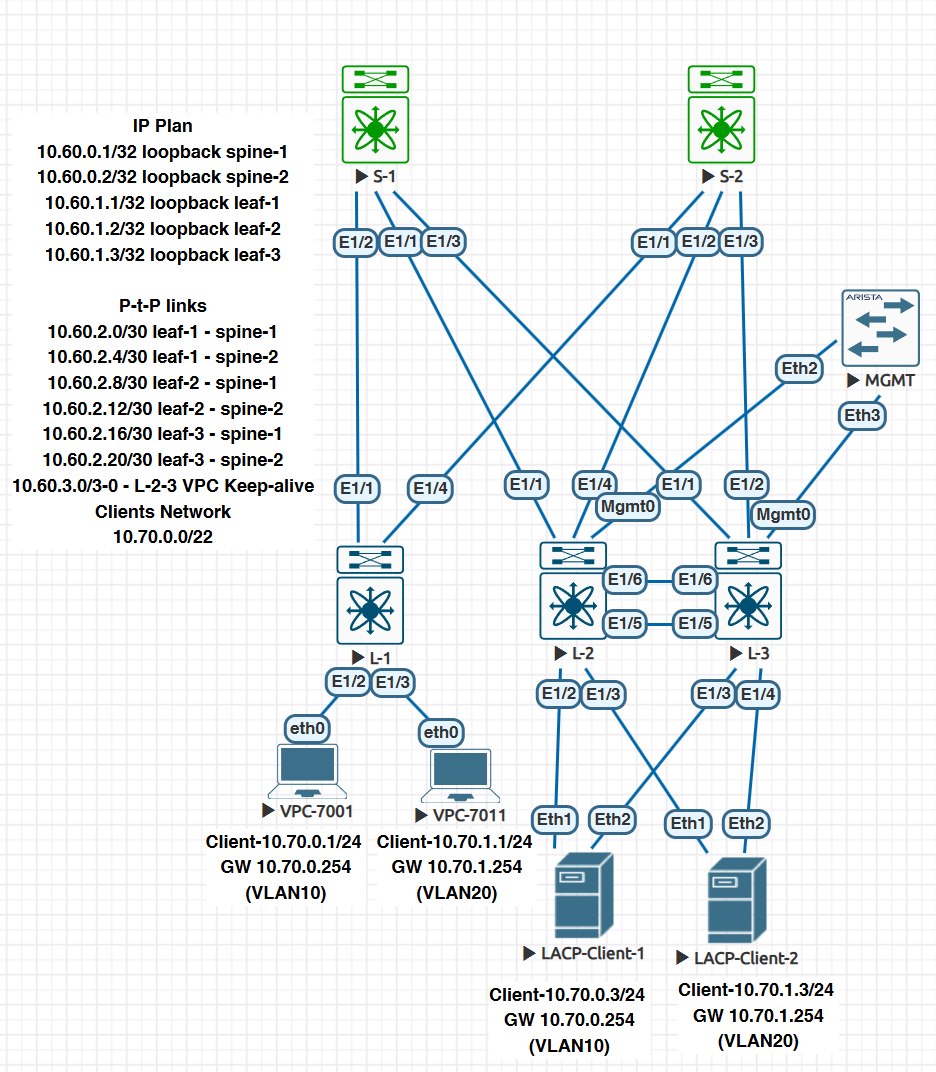 IP Plan
10.60.0.1/32 loopback spine-1
10.60.0.2/32 loopback spine-2
10.60.1.1/32 loopback leaf-1
10.60.1.2/32 loopback leaf-2
10.60.1.3/32 loopback leaf-3
P-t-P links
10.60.2.0/30 leaf-1 - spine-1
10.60.2.4/30 leaf-1 - spine-2
10.60.2.8/30 leaf-2 - spine-1
10.60.2.12/30 leaf-2 - spine-2
10.60.2.16/30 leaf-3 - spine-1
10.60.2.20/30 leaf-3 - spine-2
10.60.3.0/3-0 - L-2-3 VPC Keep-alive
Clients Network
10.70.0.0/22
S-1
S-2
E1/2 E1/1 E1/3
E1/1 E1/2 E1/3
ARISTA
MGMT
Eth2
Eth3
E1/1 E1/4
E1/1 E1/4
Mgmt0
E1/1 E1/2
Mgmt0
E1/6 E1/6
E1/5 E1/5
L-1
L-2
L-3
E1/2 E1/3
E1/2 E1/3
E1/3 E1/4
eth0
eth0
VPC-7001
VPC-7011
Client-10.70.0.1/24
GW 10.70.0.254
(VLAN10)
Client-10.70.1.1/24
GW 10.70.1.254
(VLAN20)
Eth1 Eth2
Eth1 Eth2
LACP-Client-1
LACP-Client-2
Client-10.70.0.3/24
GW 10.70.0.254
(VLAN10)
Client-10.70.1.3/24
GW 10.70.1.254
(VLAN20)